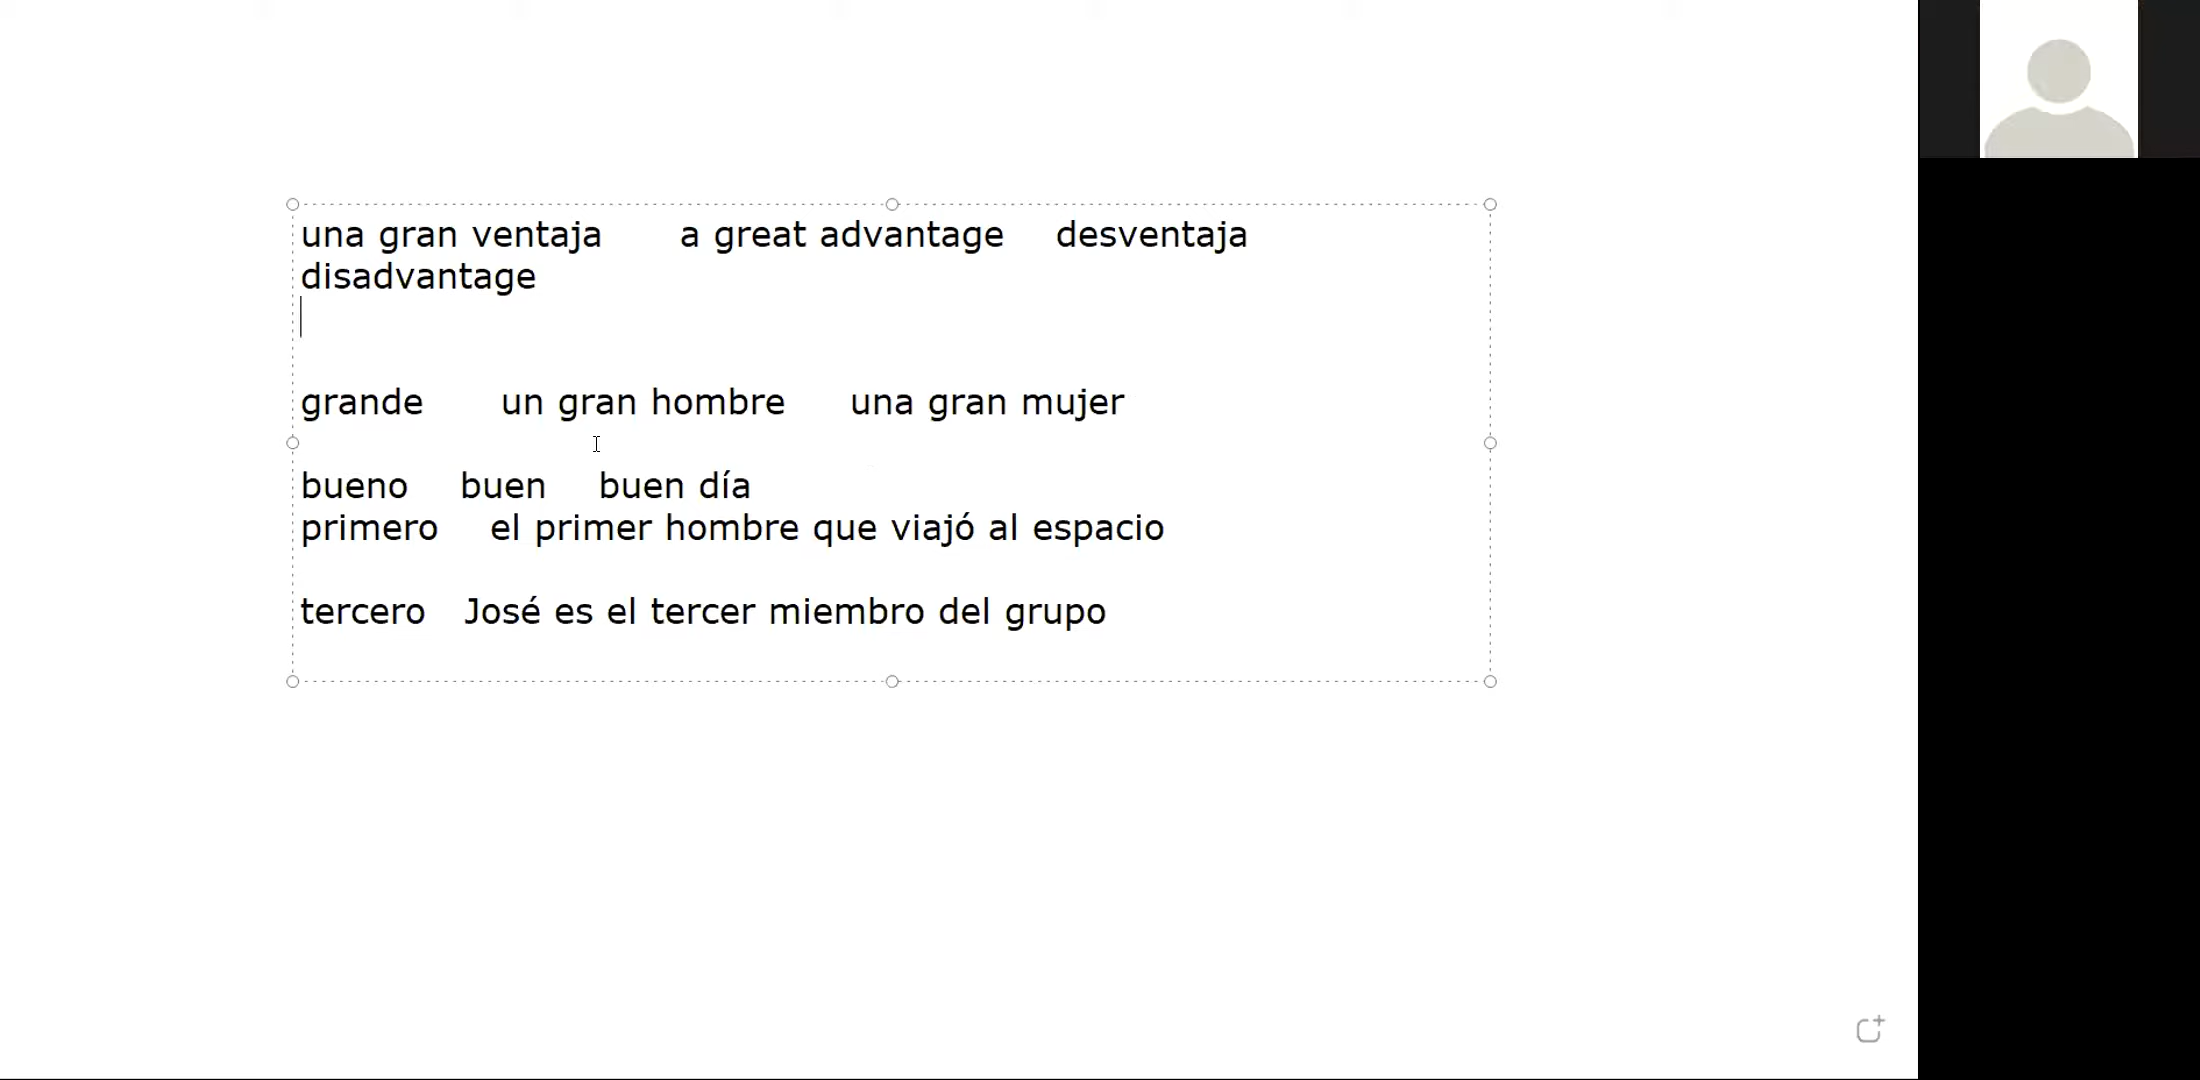 una gran ventaja a great advantage desventaja
disadvantage
grande un gran hombre una gran mujer
bueno buen buen día
primero el primer hombre que viajó al espacio
tercero José es el tercer miembro del grupo